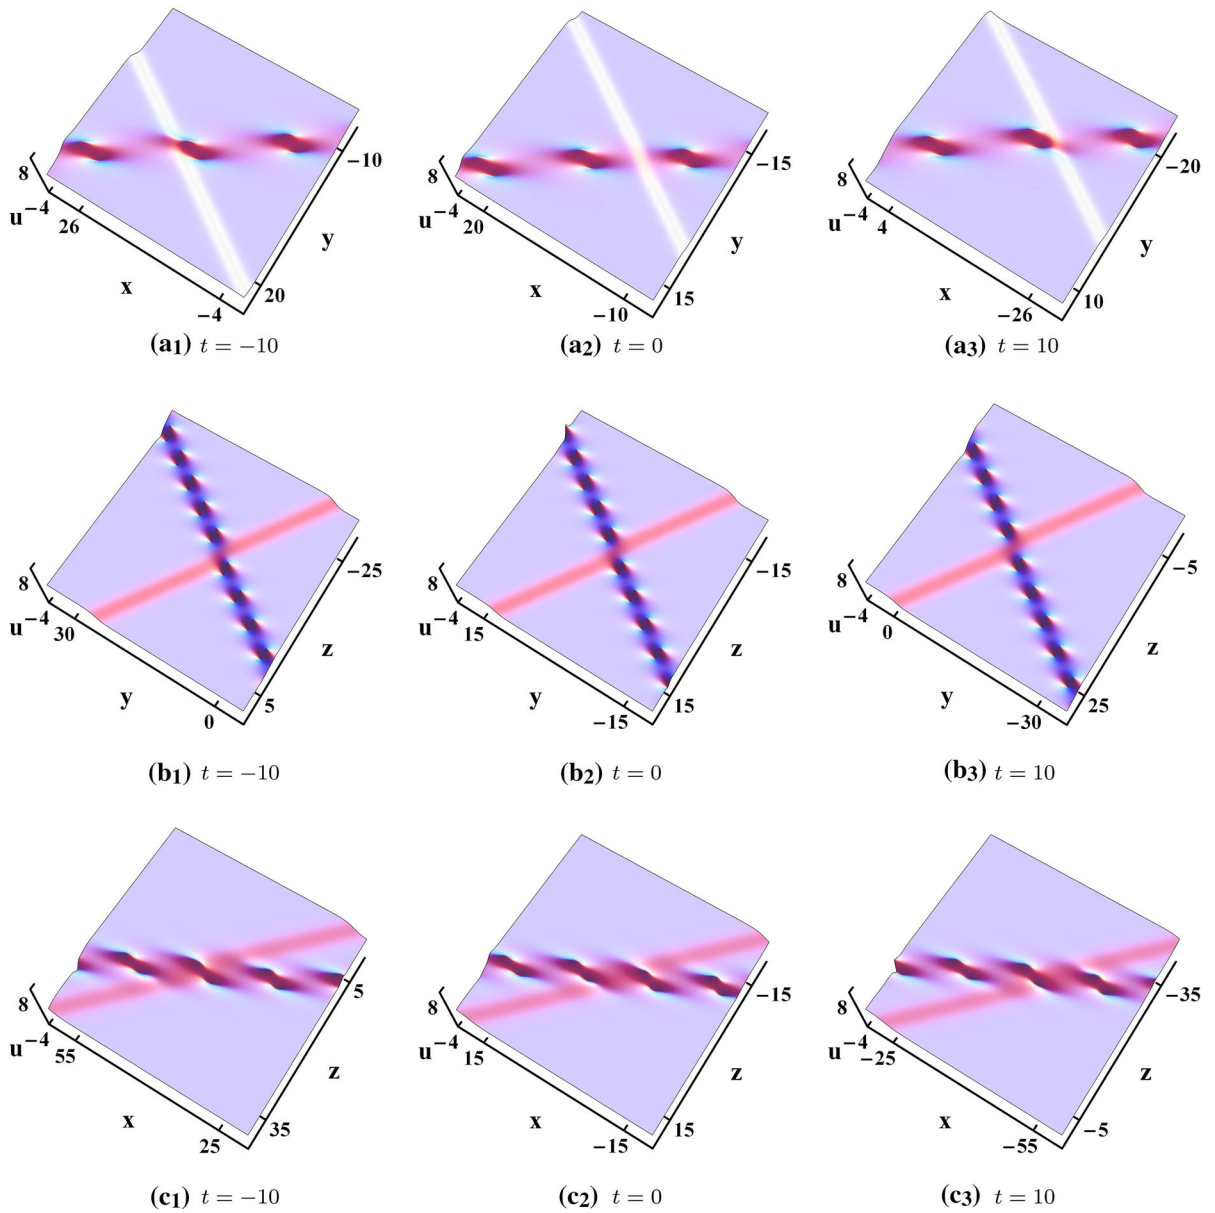 8
u -4
26
x
-4
20
y
-10
(a1) t = −10
8
u -4
20
x
-10
15
y
-15
(a2) t = 0
8
u -4
4
x
-26
10
y
-20
(a3) t = 10
8
u -4
30
y
0
5
z
-25
(b1) t = −10
8
u -4
15
y
-15
15
z
-15
(b2) t = 0
8
u -4
0
y
-30
25
z
-5
(b3) t = 10
8
u -4
55
x
25
35
z
5
(c1) t = −10
8
u -4
15
x
-15
15
z
-15
(c2) t = 0
8
u -4
-25
x
-55
-5
z
-35
(c3) t = 10